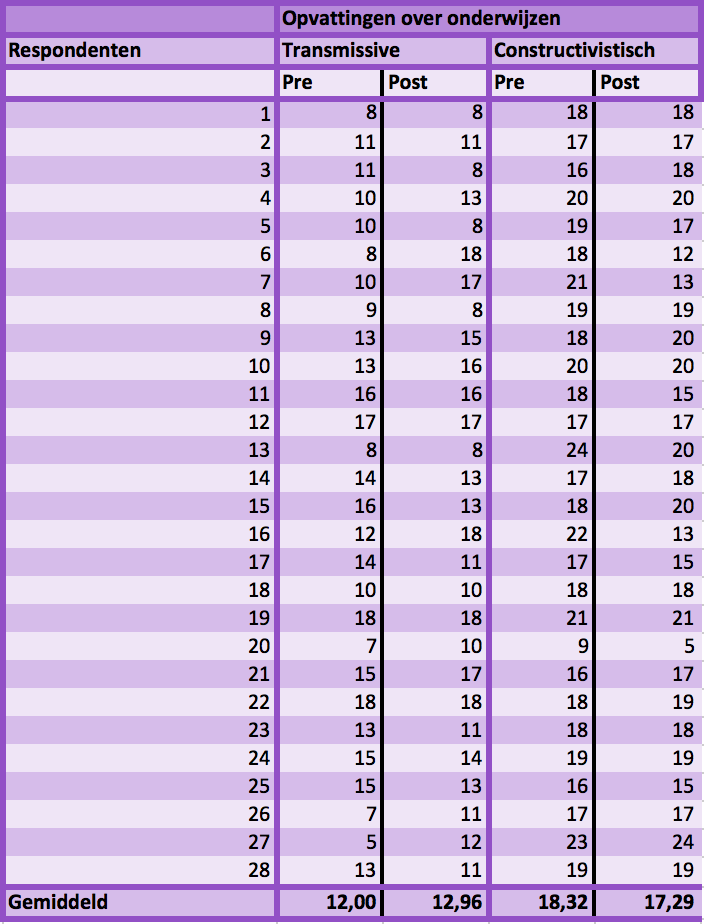 Opvattingen over onderwijzen
Respondenten Transmissive Constructivistisch
Pre Post Pre Post
1 8 8 18 18
2 11 11 17 17
3 11 8 16 18
4 10 13 20 20
5 10 8 19 17
6 8 18 18 12
7 10 17 21 13
8 9 8 19 19
9 13 15 18 20
10 13 16 20 20
11 16 16 18 15
12 17 17 17 17
13 8 8 24 20
14 14 13 17 18
15 16 13 18 20
16 12 18 22 13
17 14 11 17 15
18 10 10 18 18
19 18 18 21 21
20 7 10 9 5
21 15 17 16 17
22 18 18 18 19
23 13 11 18 18
24 15 14 19 19
25 15 13 16 15
26 7 11 17 17
27 5 12 23 24
28 13 11 19 19
Gemiddeld 12,00 12,96 18,32 17,29